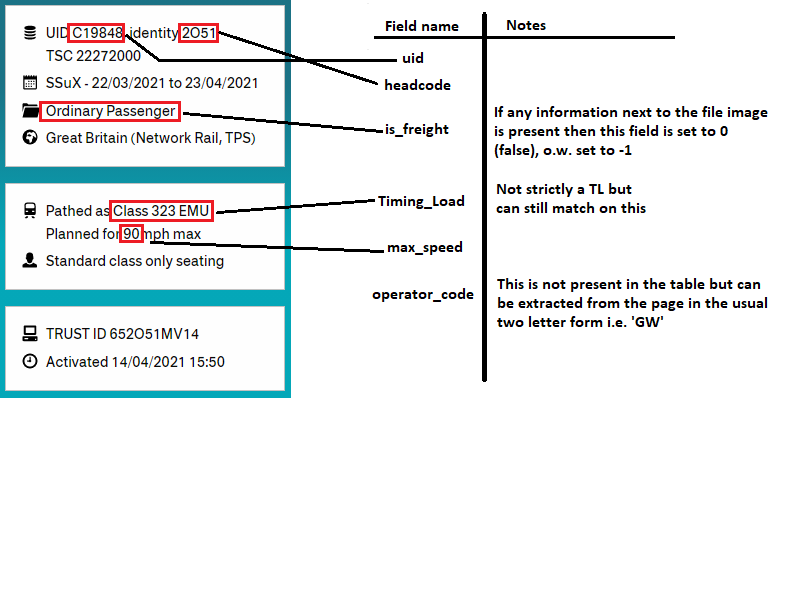 UID C19848, identity 2O51
TSC 22272000
SSuX - 22/03/2021 to 23/04/2021
Ordinary Passenger
Great Britain (Network Rail, TPS)
Pathed as Class 323 EMU
Planned for 90mph max
Standard class only seating
TRUST ID 652O51MV14
Activated 14/04/2021 15:50
Field name
Notes
uid
headcode
is_freight
If any information next to the file image
is present then this field is set to 0
(false), o.w. set to -1
Timing_Load
Not strictly a TL but
can still match on this
max_speed
operator_code
This is not present in the table but can
be extracted from the page in the usual
two letter form i.e. 'GW'